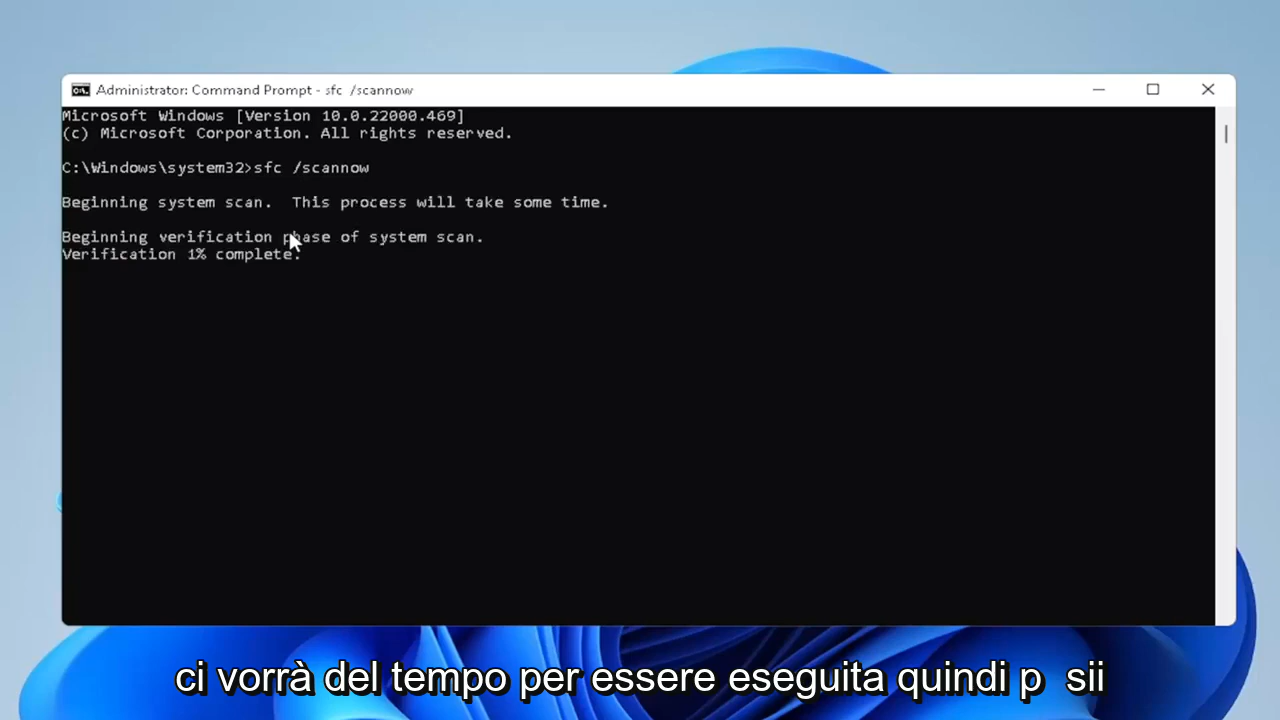 Administrator: Command Prompt - sfc /scannow
Microsoft Windows [Version 10.0.22000.469]
(c) Microsoft Corporation. All rights reserved.
C:\Windows\system32>sfc /scannow
Beginning system scan.  This process will take some time.
Beginning verification phase of system scan.
Verification 1% complete.
ci vorrà del tempo per essere eseguita quindi p sii